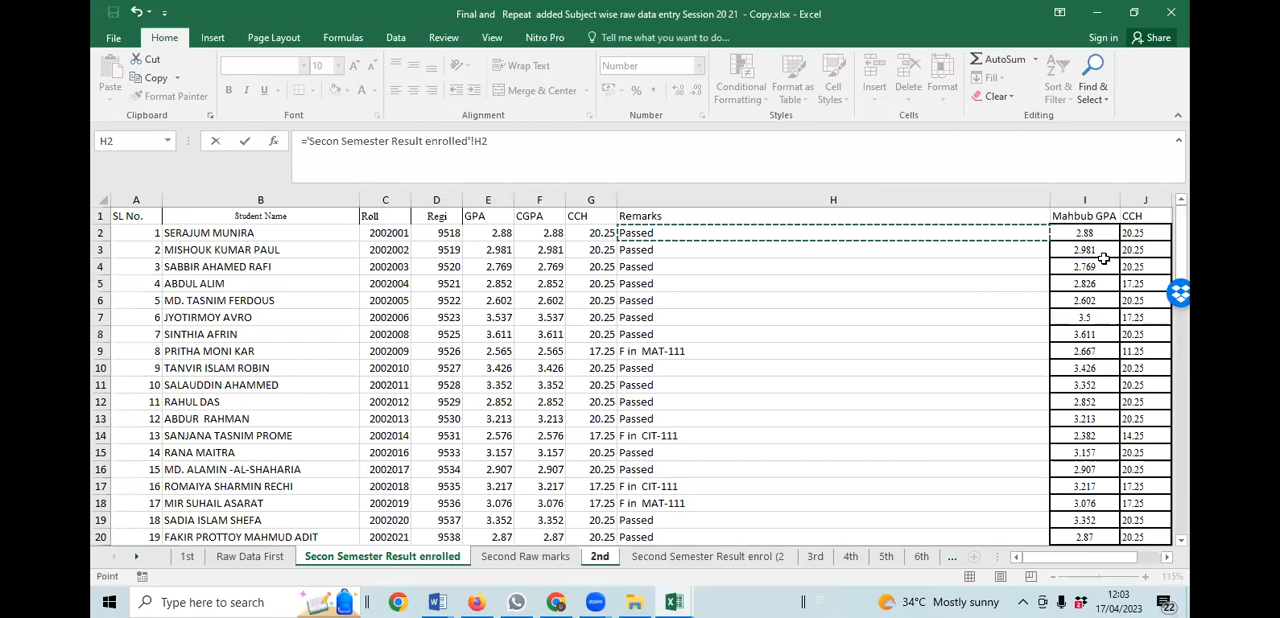 Final and Repeat added Subject wise raw data entry Session 20 21 - Copy.xlsx - Excel
File Home Insert Page Layout Formulas Data Review View Nitro Pro Tell me what you want to do... Sign in Share
Cut
Copy
Format Painter
Paste
10
B I U A
Wrap Text
Merge & Center
Number
%
Conditional Formatting
Format as Table
Cell Styles
Insert
Delete
Format
AutoSum
Fill
Clear
Sort & Filter
Find & Select
Clipboard Font Alignment Number Styles Cells Editing
H2 fx ='Secon Semester Result enrolled'!H2
A B C D E F G H I J
1 SL No. Student Name Roll Regi GPA CGPA CCH Remarks Mahbub GPA CCH
2 1 SERAJUM MUNIRA 2002001 9518 2.88 2.88 20.25 Passed 2.88 20.25
3 2 MISHOUK KUMAR PAUL 2002002 9519 2.981 2.981 20.25 Passed 2.981 20.25
4 3 SABBIR AHAMED RAFI 2002003 9520 2.769 2.769 20.25 Passed 2.769 20.25
5 4 ABDUL ALIM 2002004 9521 2.852 2.852 20.25 Passed 2.826 17.25
6 5 MD. TASNIM FERDOUS 2002005 9522 2.602 2.602 20.25 Passed 2.602 20.25
7 6 JYOTIRMOY AVRO 2002006 9523 3.537 3.537 20.25 Passed 3.5 17.25
8 7 SINTHIA AFRIN 2002008 9525 3.611 3.611 20.25 Passed 3.611 20.25
9 8 PRITHA MONI KAR 2002009 9526 2.565 2.565 17.25 F in MAT-111 2.667 11.25
10 9 TANVIR ISLAM ROBIN 2002010 9527 3.426 3.426 20.25 Passed 3.426 20.25
11 10 SALAUDDIN AHAMMED 2002011 9528 3.352 3.352 20.25 Passed 3.352 20.25
12 11 RAHUL DAS 2002012 9529 2.852 2.852 20.25 Passed 2.852 20.25
13 12 ABDUR RAHMAN 2002013 9530 3.213 3.213 20.25 Passed 3.213 20.25
14 13 SANJANA TASNIM PROME 2002014 9531 2.576 2.576 17.25 F in CIT-111 2.382 14.25
15 14 RANA MAITRA 2002016 9533 3.157 3.157 20.25 Passed 3.157 20.25
16 15 MD. ALAMIN -AL-SHAHARIA 2002017 9534 2.907 2.907 20.25 Passed 2.907 20.25
17 16 ROMAIYA SHARMIN RECHI 2002018 9535 3.217 3.217 17.25 F in CIT-111 3.217 17.25
18 17 MIR SUHAIL ASARAT 2002019 9536 3.076 3.076 17.25 F in MAT-111 3.076 17.25
19 18 SADIA ISLAM SHEFA 2002020 9537 3.352 3.352 20.25 Passed 3.352 20.25
20 19 FAKIR PROTTOY MAHMUD ADIT 2002021 9538 2.87 2.87 20.25 Passed 2.87 20.25
1st Raw Data First Secon Semester Result enrolled Second Raw marks 2nd Second Semester Result enrol (2 3rd 4th 5th 6th ...
Point 115%
Type here to search 34°C Mostly sunny 12:03
17/04/2023 22